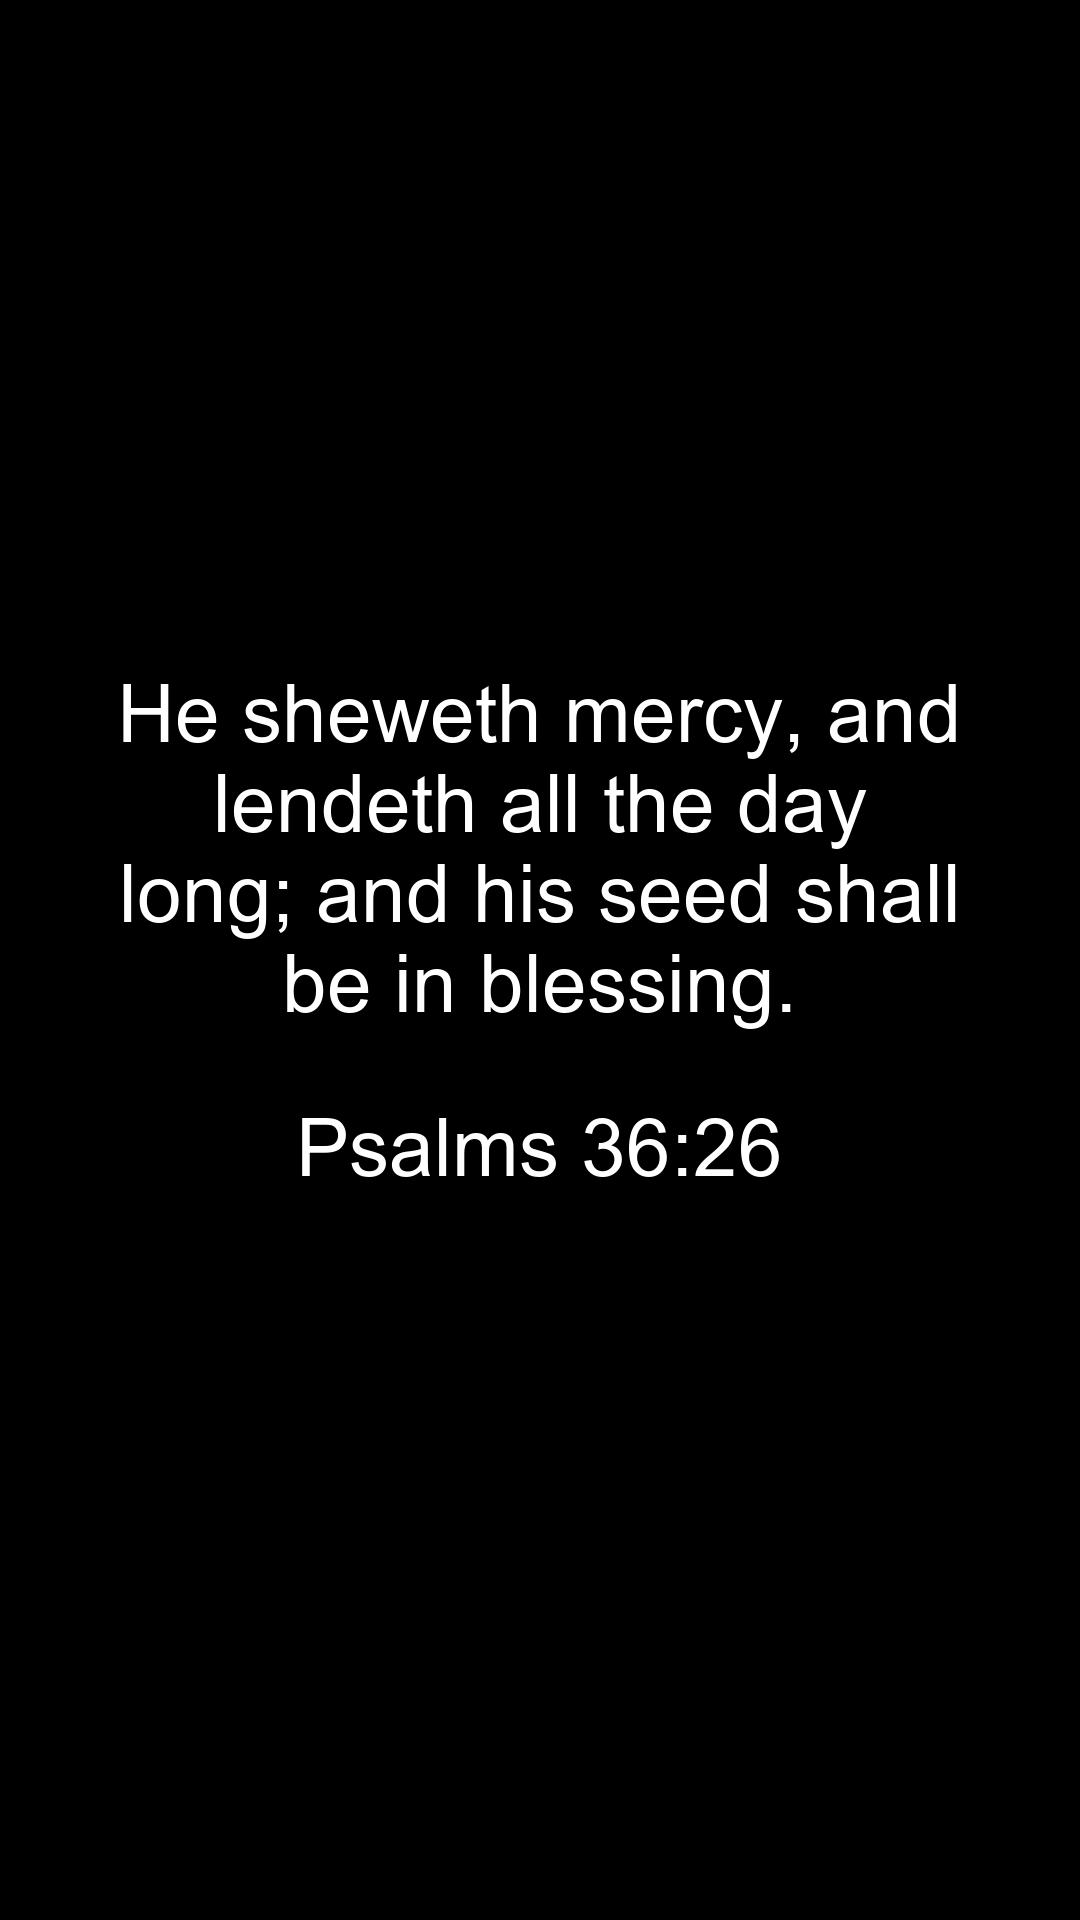 He sheweth mercy, and
lendeth all the day
long; and his seed shall
be in blessing.
Psalms 36:26